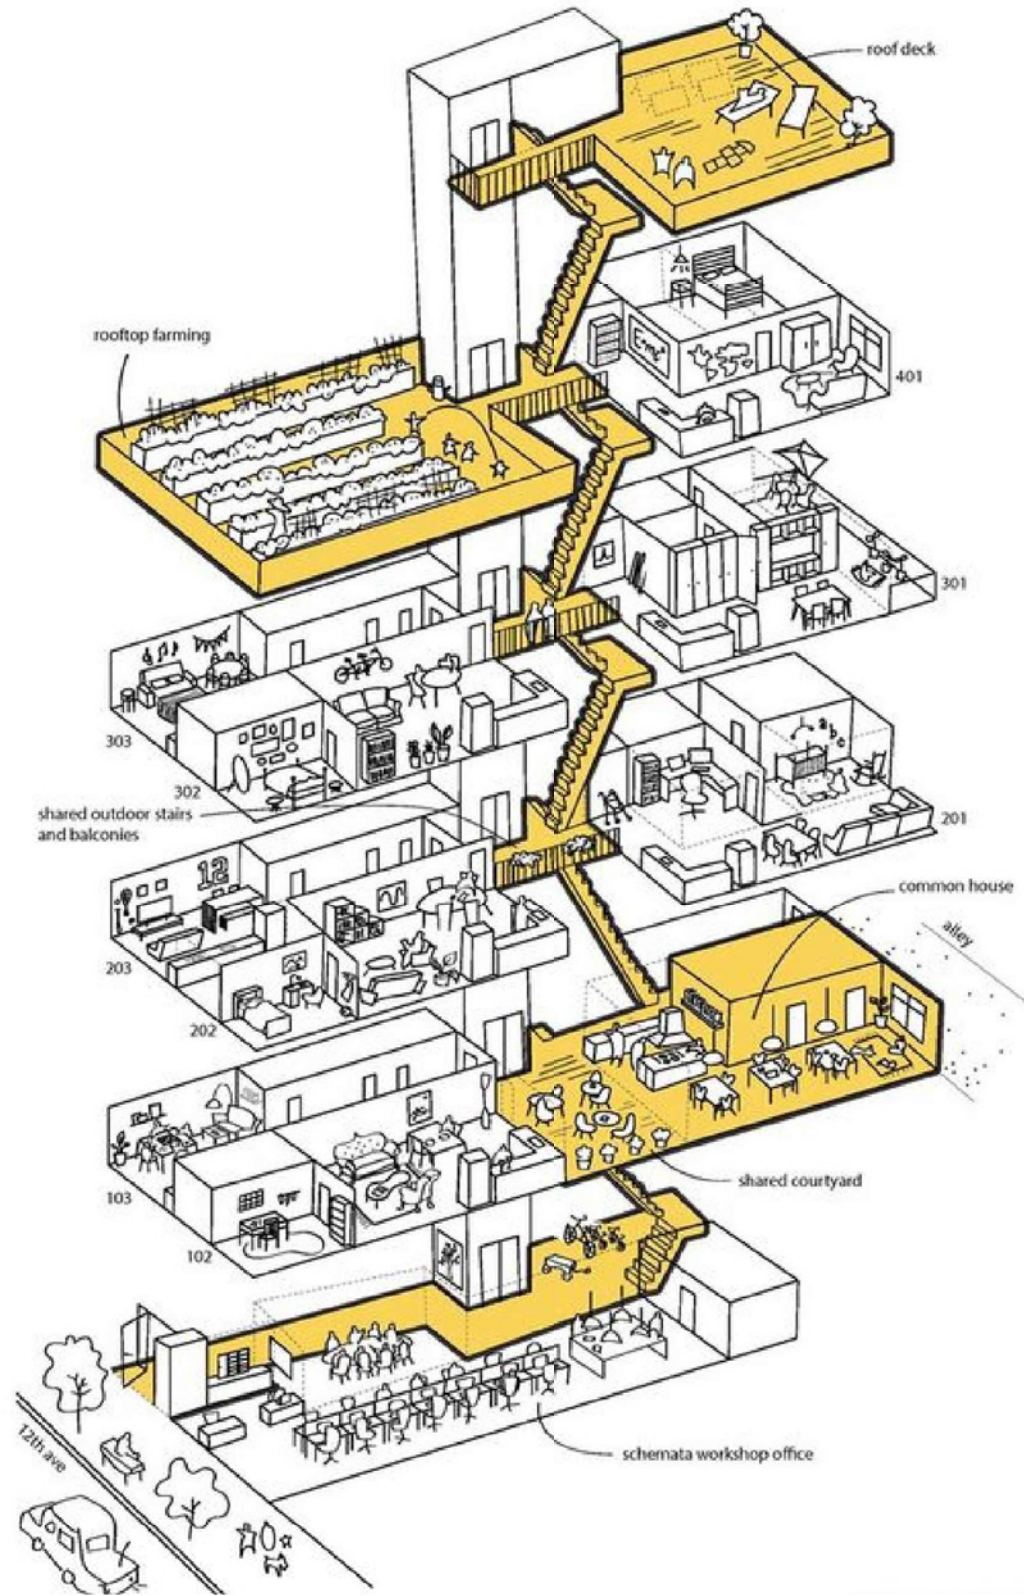 roof deck
rooftop farming
401
301
303
302
shared outdoor stairs
and balconies
201
12
common house
alley
203
202
shared courtyard
103
102
schemata workshop office
12th ave